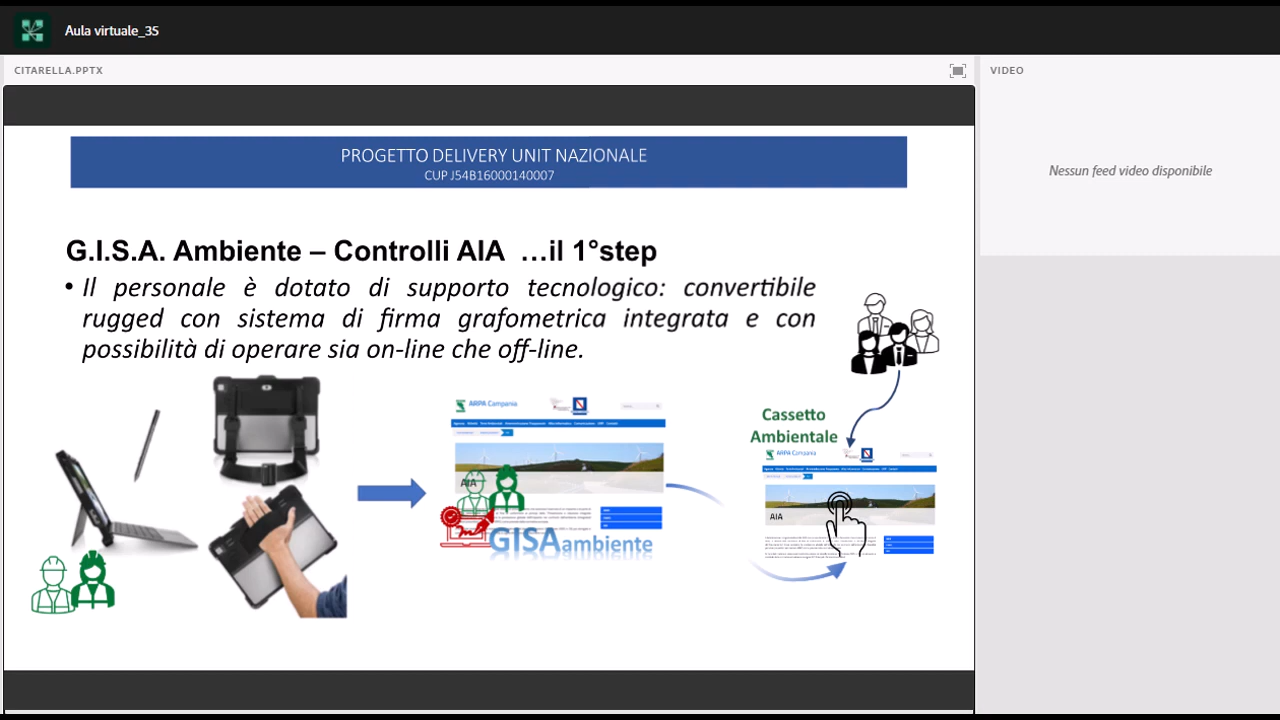 Aula virtuale_35
CITARELLA.PPTX
VIDEO
PROGETTO DELIVERY UNIT NAZIONALE
CUP J54B16000140007
Nessun feed video disponibile
G.I.S.A. Ambiente – Controlli AIA …il 1°step
• Il personale è dotato di supporto tecnologico: convertibile
rugged con sistema di firma grafometrica integrata e con
possibilità di operare sia on-line che off-line.
ARPA Campania
AIA
GISAambiente
Cassetto
Ambientale
ARPA Campania
AIA